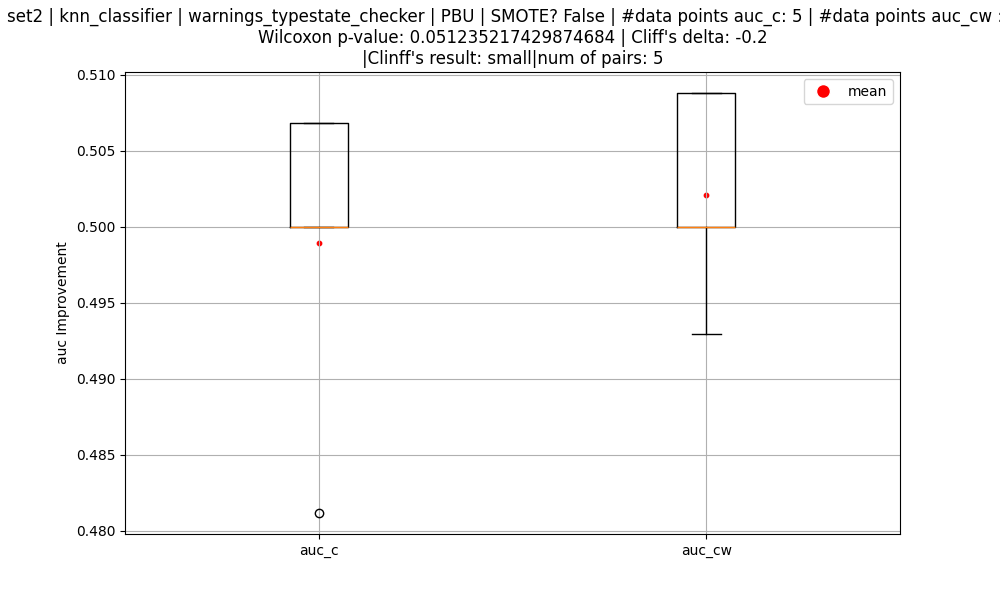 set2 | knn_classifier | warnings_typestate_checker | PBU | SMOTE? False | #data points auc_c: 5 | #data points auc_cw :
Wilcoxon p-value: 0.051235217429874684 | Cliff's delta: -0.2
|Clinff's result: small|num of pairs: 5
mean
auc Improvement
0.510
0.505
0.500
0.495
0.490
0.485
0.480
auc_c
auc_cw